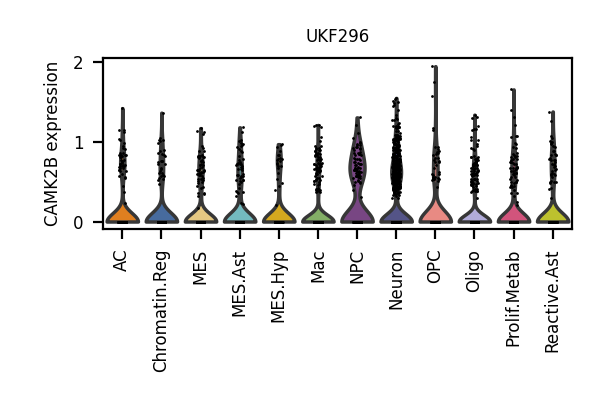 UKF296
CAMK2B expression
2
1
0
AC
Chromatin.Reg
MES
MES.Ast
MES.Hyp
Mac
NPC
Neuron
OPC
Oligo
Prolif.Metab
Reactive.Ast